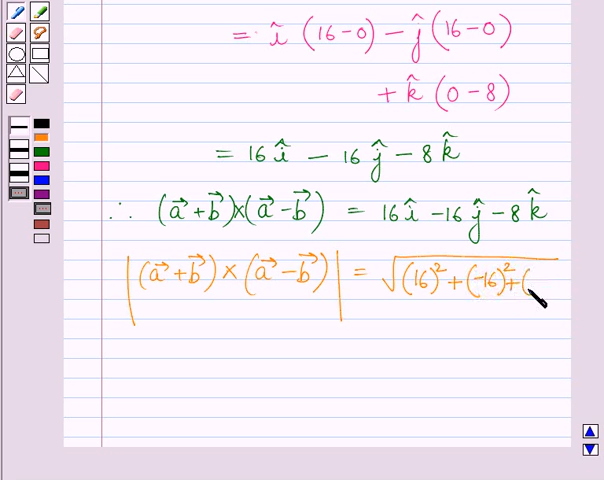 = î (16-0) - ĵ (16-0)
+ k̂ (0-8)
= 16 î - 16 ĵ - 8 k̂
∴ (a⃗ + b⃗)×(a⃗ - b⃗) = 16 î - 16 ĵ - 8 k̂
|(a⃗ + b⃗) × (a⃗ - b⃗)| = √(16)² + (-16)² + (